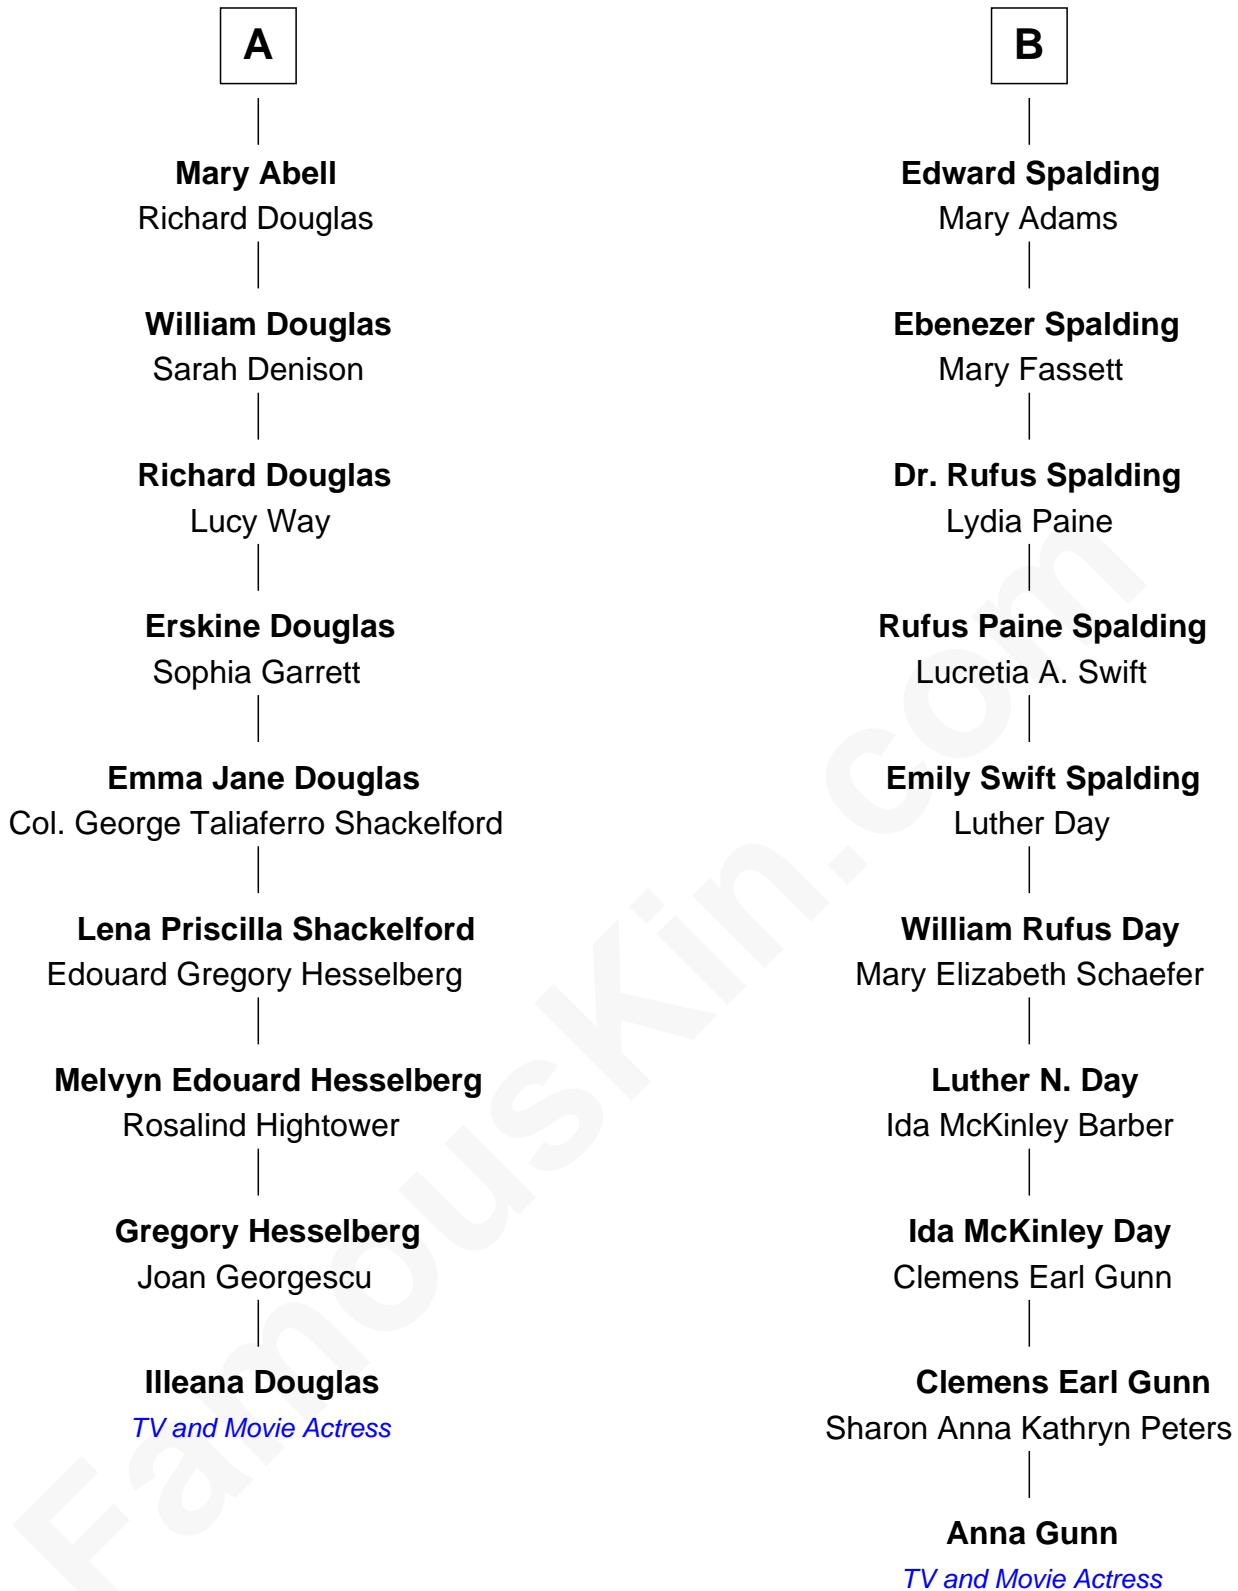 A
Mary Abell
Richard Douglas
William Douglas
Sarah Denison
Richard Douglas
Lucy Way
Erskine Douglas
Sophia Garrett
Emma Jane Douglas
Col. George Taliaferro Shackelford
Lena Priscilla Shackelford
Edouard Gregory Hesselberg
Melvyn Edouard Hesselberg
Rosalind Hightower
Gregory Hesselberg
Joan Georgescu
Illeana Douglas
TV and Movie Actress
B
Edward Spalding
Mary Adams
Ebenezer Spalding
Mary Fassett
Dr. Rufus Spalding
Lydia Paine
Rufus Paine Spalding
Lucretia A. Swift
Emily Swift Spalding
Luther Day
William Rufus Day
Mary Elizabeth Schaefer
Luther N. Day
Ida McKinley Barber
Ida McKinley Day
Clemens Earl Gunn
Clemens Earl Gunn
Sharon Anna Kathryn Peters
Anna Gunn
TV and Movie Actress
FamousKin.com